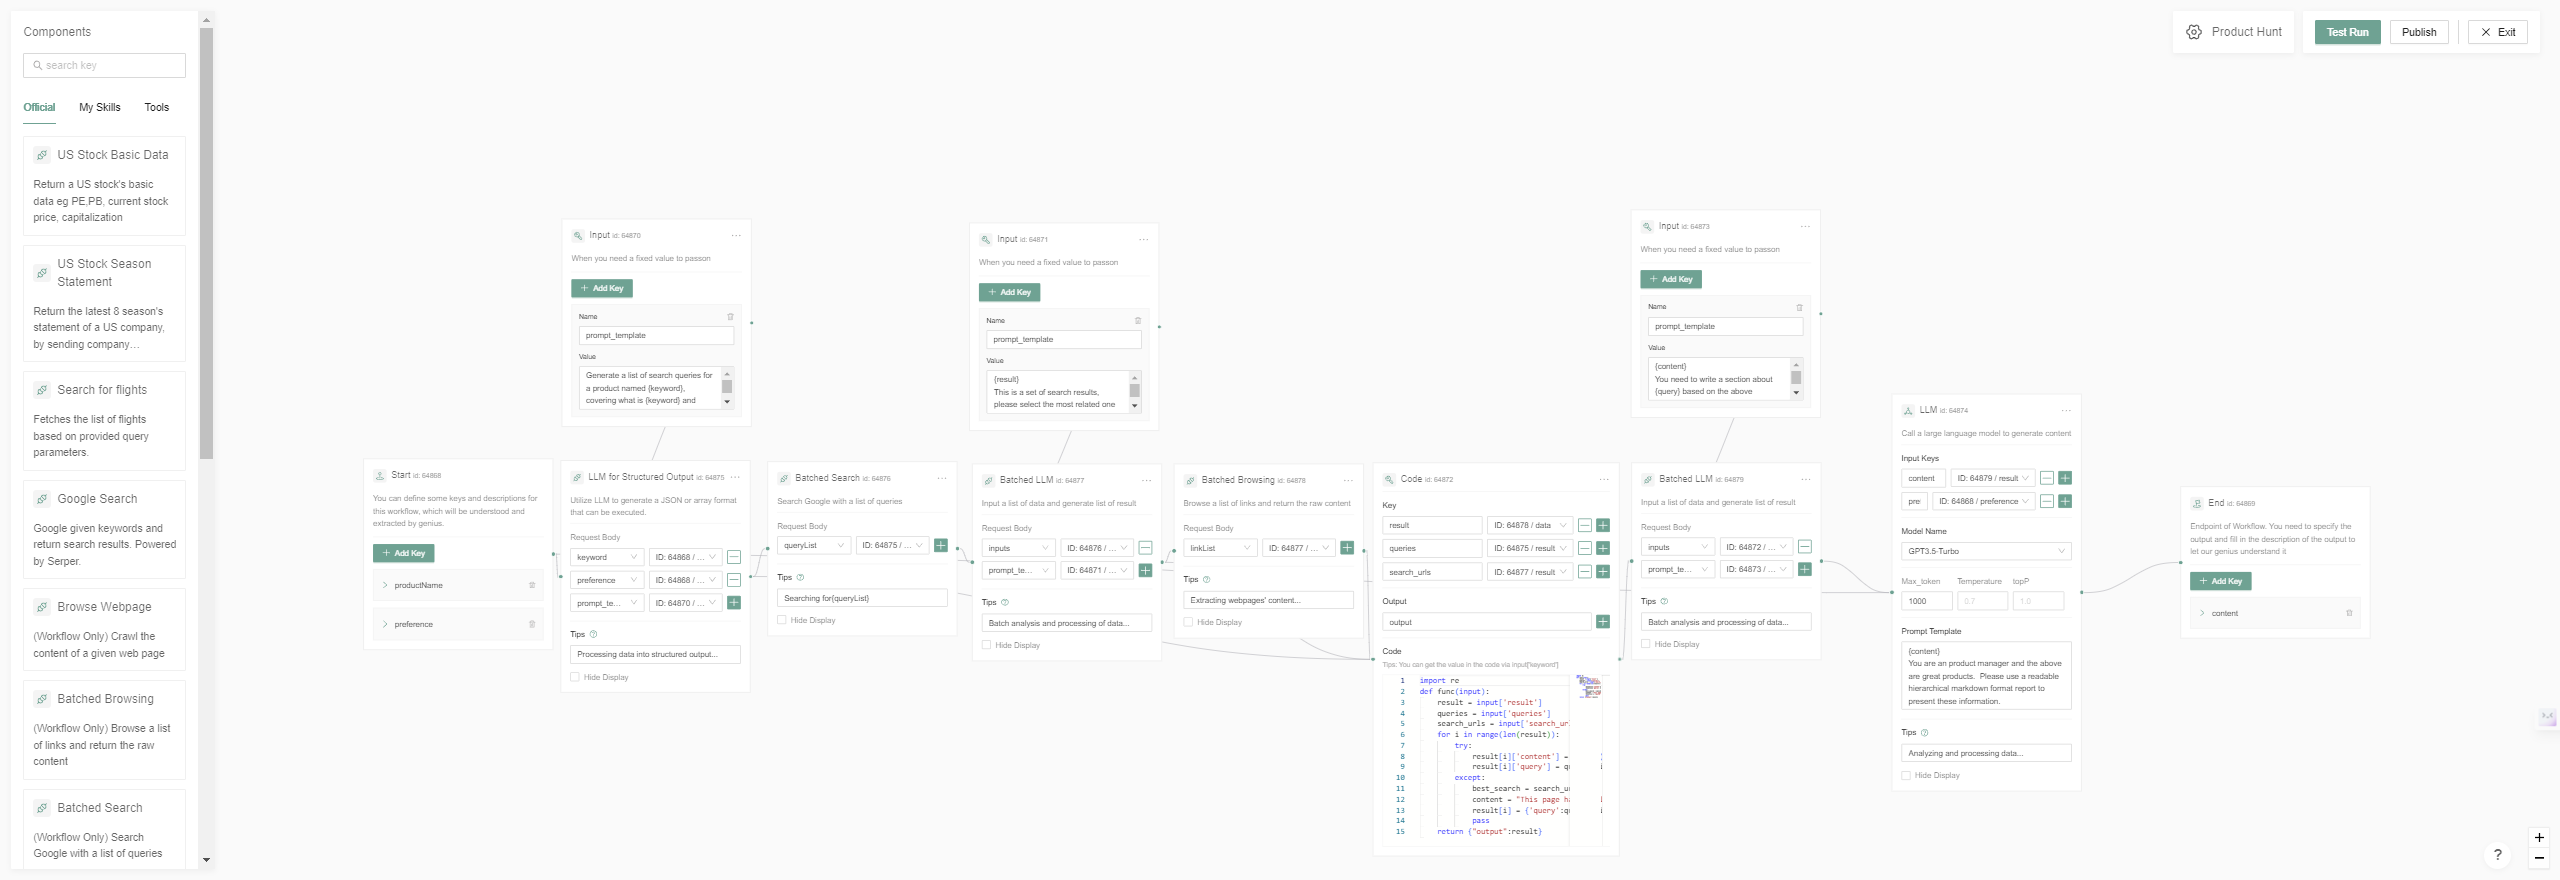 Components
search key
Official
My Skills
Tools
US Stock Basic Data
Return a US stock's basic
data eg PE,PB, current stock
price, capitalization
US Stock Season
Statement
Return the latest 8 season's
statement of a US company,
by sending company…
Search for flights
Fetches the list of flights
based on provided query
parameters.
Google Search
Google given keywords and
return search results. Powered
by Serper.
Browse Webpage
(Workflow Only) Crawl the
content of a given web page
Batched Browsing
(Workflow Only) Browse a list
of links and return the raw
content
Batched Search
(Workflow Only) Search
Google with a list of queries
Product Hunt
Test Run
Publish
Exit
Start id: 64868
You can define some keys and descriptions for
this workflow, which will be understood and
extracted by genius.
Add Key
productName
preference
Input id: 64870
When you need a fixed value to passon
Add Key
Name
prompt_template
Value
Generate a list of search queries for
a product named {keyword},
covering what is {keyword} and
LLM for Structured Output id: 64875
Utilize LLM to generate a JSON or array format
that can be executed.
Request Body
keyword
ID: 64868 / ...
preference
ID: 64868 / ...
prompt_te...
ID: 64870 / ...
Tips
Processing data into structured output...
Hide Display
Batched Search id: 64876
Search Google with a list of queries
Request Body
queryList
ID: 64875 / ...
Tips
Searching for{queryList}
Hide Display
Input id: 64871
When you need a fixed value to passon
Add Key
Name
prompt_template
Value
{result}
This is a set of search results,
please select the most related one
Batched LLM id: 64877
Input a list of data and generate list of result
Request Body
inputs
ID: 64876 / ...
prompt_te...
ID: 64871 / ...
Tips
Batch analysis and processing of data...
Hide Display
Batched Browsing id: 64878
Browse a list of links and return the raw content
Request Body
linkList
ID: 64877 / ...
Tips
Extracting webpages' content...
Hide Display
Code id: 64872
Key
result
ID: 64878 / data
queries
ID: 64875 / result
search_urls
ID: 64877 / result
Output
output
Code
Tips: You can get the value in the code via input['keyword']
1 import re
2 def func(input):
3 result = input['result']
4 queries = input['queries']
5 search_urls = input['search_ur
6 for i in range(len(result)):
7 try:
8 result[i]['content'] =
9 result[i]['query'] = q
10 except:
11 best_search = search_u
12 content = "This page h
13 result[i] = {'query':q
14 pass
15 return {"output":result}
Input id: 64873
When you need a fixed value to passon
Add Key
Name
prompt_template
Value
{content}
You need to write a section about
{query} based on the above
Batched LLM id: 64879
Input a list of data and generate list of result
Request Body
inputs
ID: 64872 / ...
prompt_te...
ID: 64873 / ...
Tips
Batch analysis and processing of data...
Hide Display
LLM id: 64874
Call a large language model to generate content
Input Keys
content
ID: 64879 / result
pre
ID: 64868 / preference
Model Name
GPT3.5-Turbo
Max_token
Temperature
topP
1000
0.7
1.0
Prompt Template
{content}
You are an product manager and the above
are great products. Please use a readable
hierarchical markdown format report to
present these information.
Tips
Analyzing and processing data...
Hide Display
End id: 64869
Endpoint of Workflow. You need to specify the
output and fill in the description of the output to
let our genius understand it
Add Key
content
?